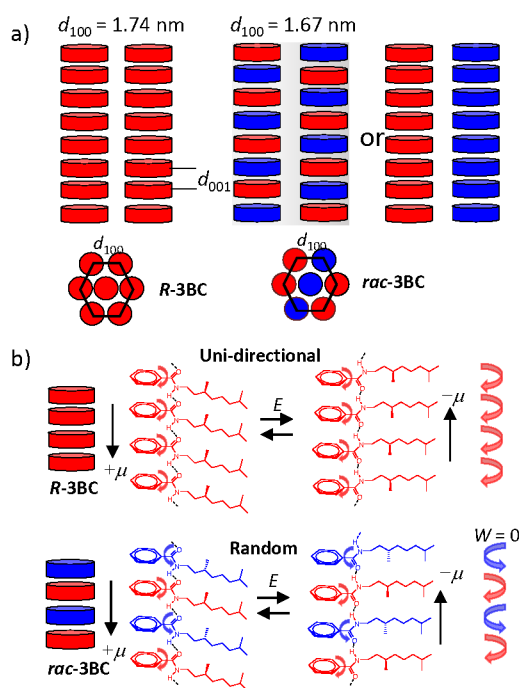 a)
d100 = 1.74 nm
d100 = 1.67 nm
or
d001
d100
R-3BC
d100
rac-3BC
b)
Uni-directional
E
+μ
−μ
R-3BC
Random
W = 0
E
+μ
−μ
rac-3BC